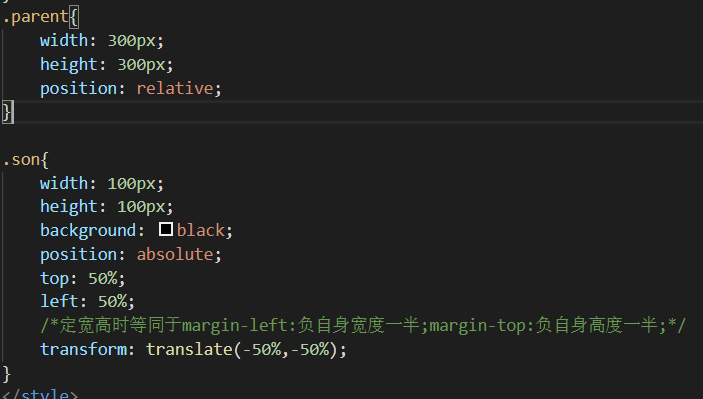 .parent{
width: 300px;
height: 300px;
position: relative;
}
.son{
width: 100px;
height: 100px;
background: black;
position: absolute;
top: 50%;
left: 50%;
/*定宽高时等同于margin-left:负自身宽度一半;margin-top:负自身高度一半;*/
transform: translate(-50%,-50%);
}
</style>